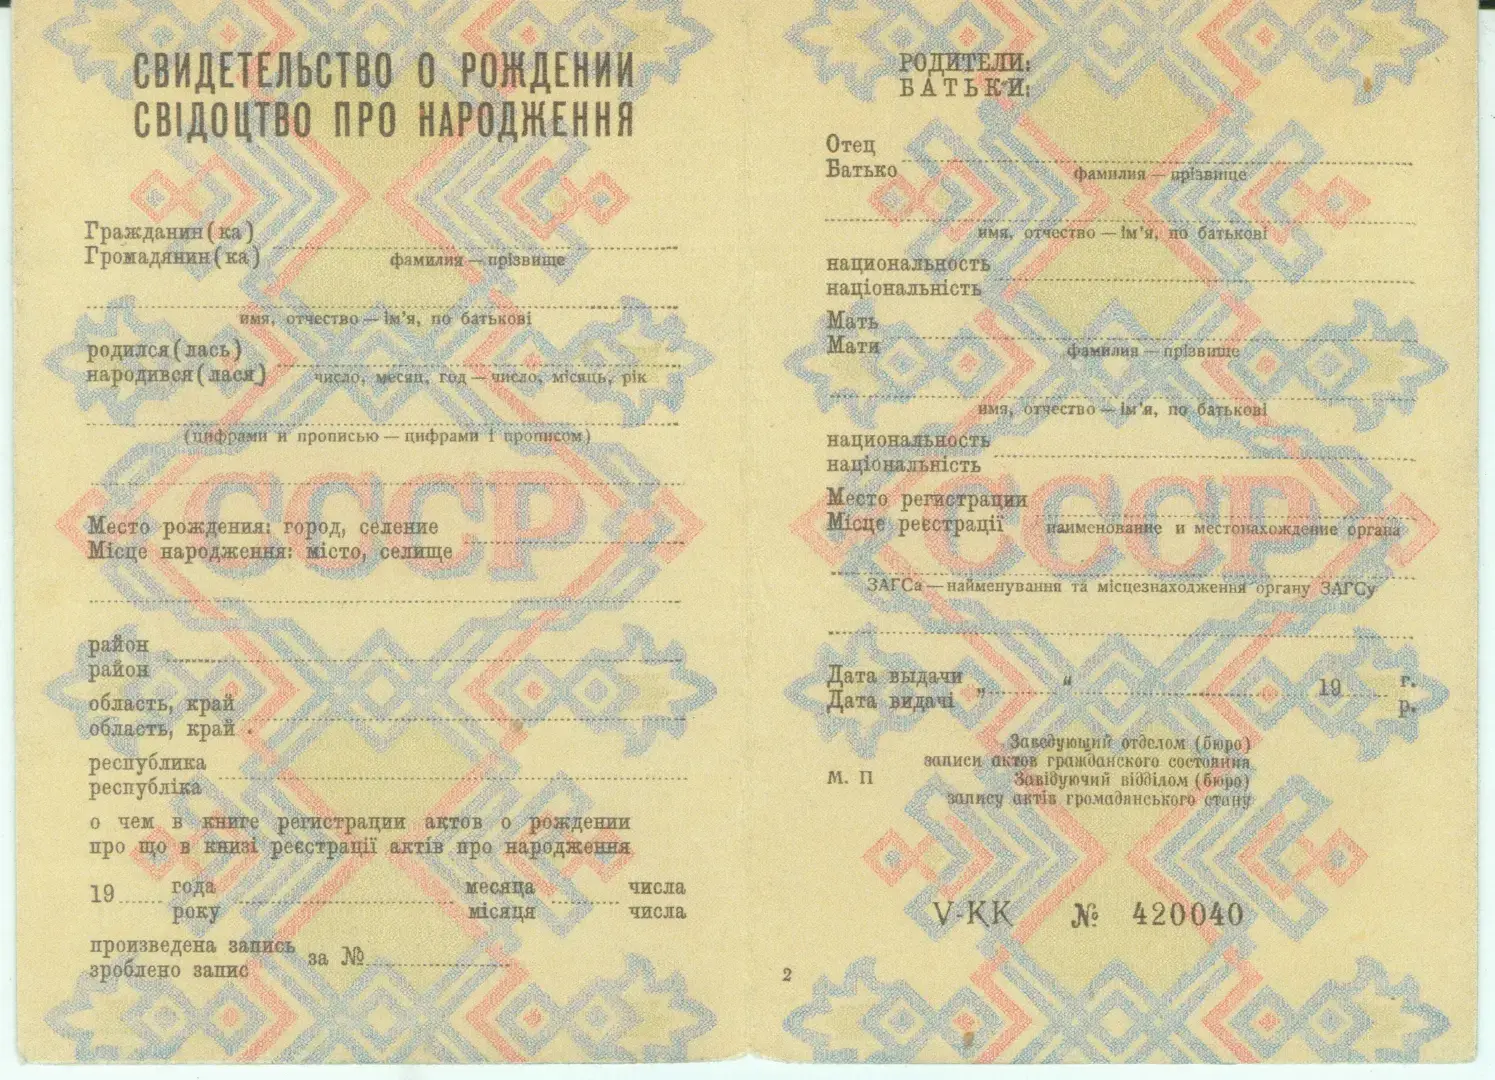 СВИДЕТЕЛЬСТВО О РОЖДЕНИИ
СВІДОЦТВО ПРО НАРОДЖЕННЯ
Гражданин(ка)
Громадянин(ка)
фамилия — прізвище
имя, отчество — ім'я, по батькові
родился(лась)
народився(лася)
число, месяц, год — число, місяць, рік
(цифрами и прописью — цифрами і прописом)
СССР
Место рождения: город, селение
Місце народження: місто, селище
район
район
область, край
область, край
республика
республіка
о чем в книге регистрации актов о рождении
про що в книзі реєстрації актів про народження
19 года месяца числа
року місяця числа
произведена запись
зроблено запис
за №
РОДИТЕЛИ:
БАТЬКИ:
Отец
Батько
фамилия — прізвище
имя, отчество — ім'я, по батькові
национальность
національність
Мать
Мати
фамилия — прізвище
имя, отчество — ім'я, по батькові
национальность
національність
СССР
Место регистрации
Місце реєстрації
наименование и местонахождение органа
ЗАГСа — найменування та місцезнаходження органу ЗАГСу
Дата выдачи
Дата видачі
„ “ 19 г.
р.
Заведующий отделом (бюро)
записи актов гражданского состояния
М. П
Завідуючий відділом (бюро)
запису актів громадянського стану
V-КК № 420040
2